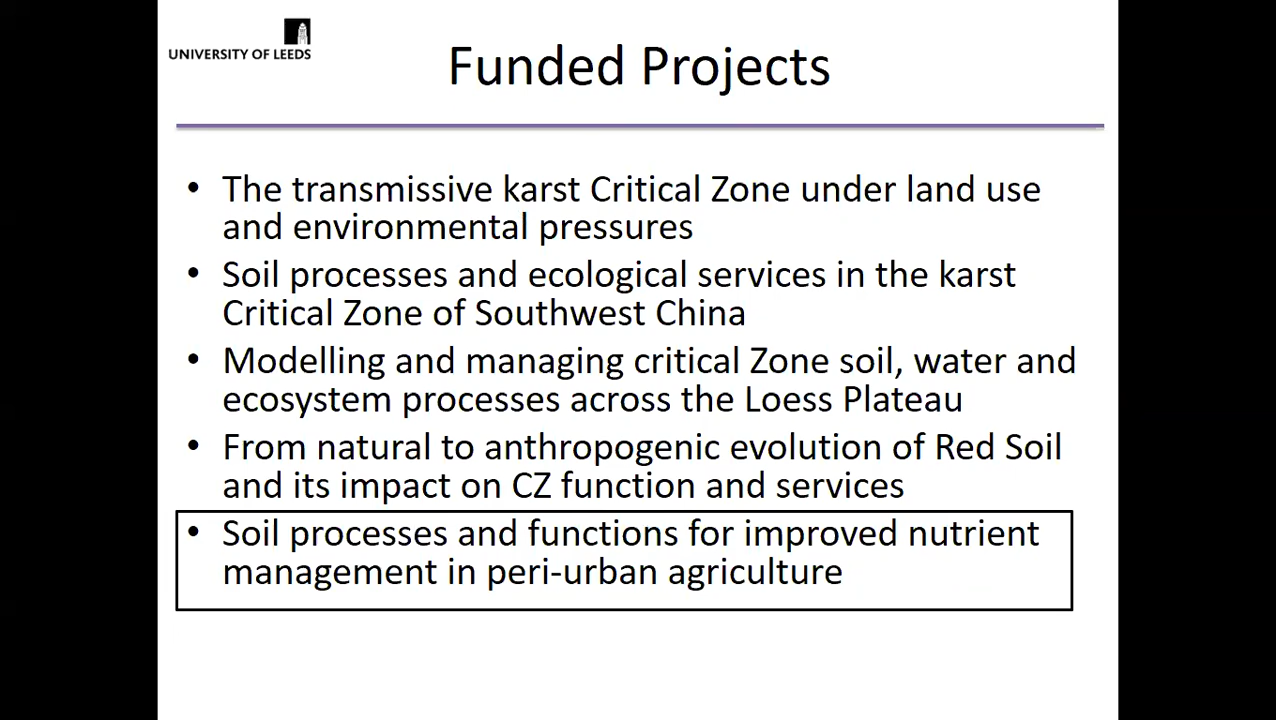 UNIVERSITY OF LEEDS
Funded Projects
• The transmissive karst Critical Zone under land use
and environmental pressures
• Soil processes and ecological services in the karst
Critical Zone of Southwest China
• Modelling and managing critical Zone soil, water and
ecosystem processes across the Loess Plateau
• From natural to anthropogenic evolution of Red Soil
and its impact on CZ function and services
• Soil processes and functions for improved nutrient
management in peri-urban agriculture